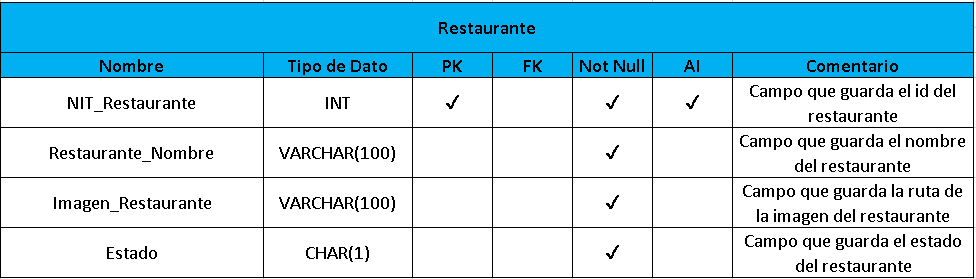 Restaurante
Nombre Tipo de Dato PK FK Not Null AI Comentario
NIT_Restaurante INT ✓ ✓ ✓ Campo que guarda el id del
restaurante
Restaurante_Nombre VARCHAR(100) ✓ Campo que guarda el nombre
del restaurante
Imagen_Restaurante VARCHAR(100) ✓ Campo que guarda la ruta de
la imagen del restaurante
Estado CHAR(1) ✓ Campo que guarda el estado
del restaurante